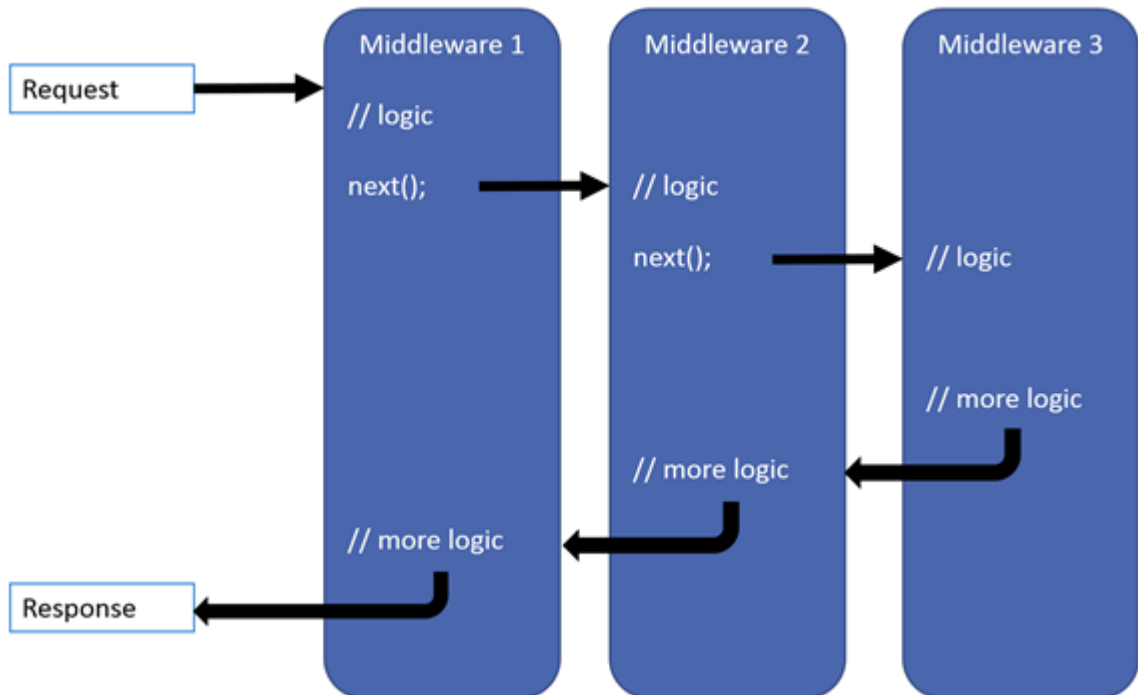 Middleware 1
Middleware 2
Middleware 3
Request
// logic
next();
// logic
next();
// logic
// more logic
// more logic
// more logic
Response